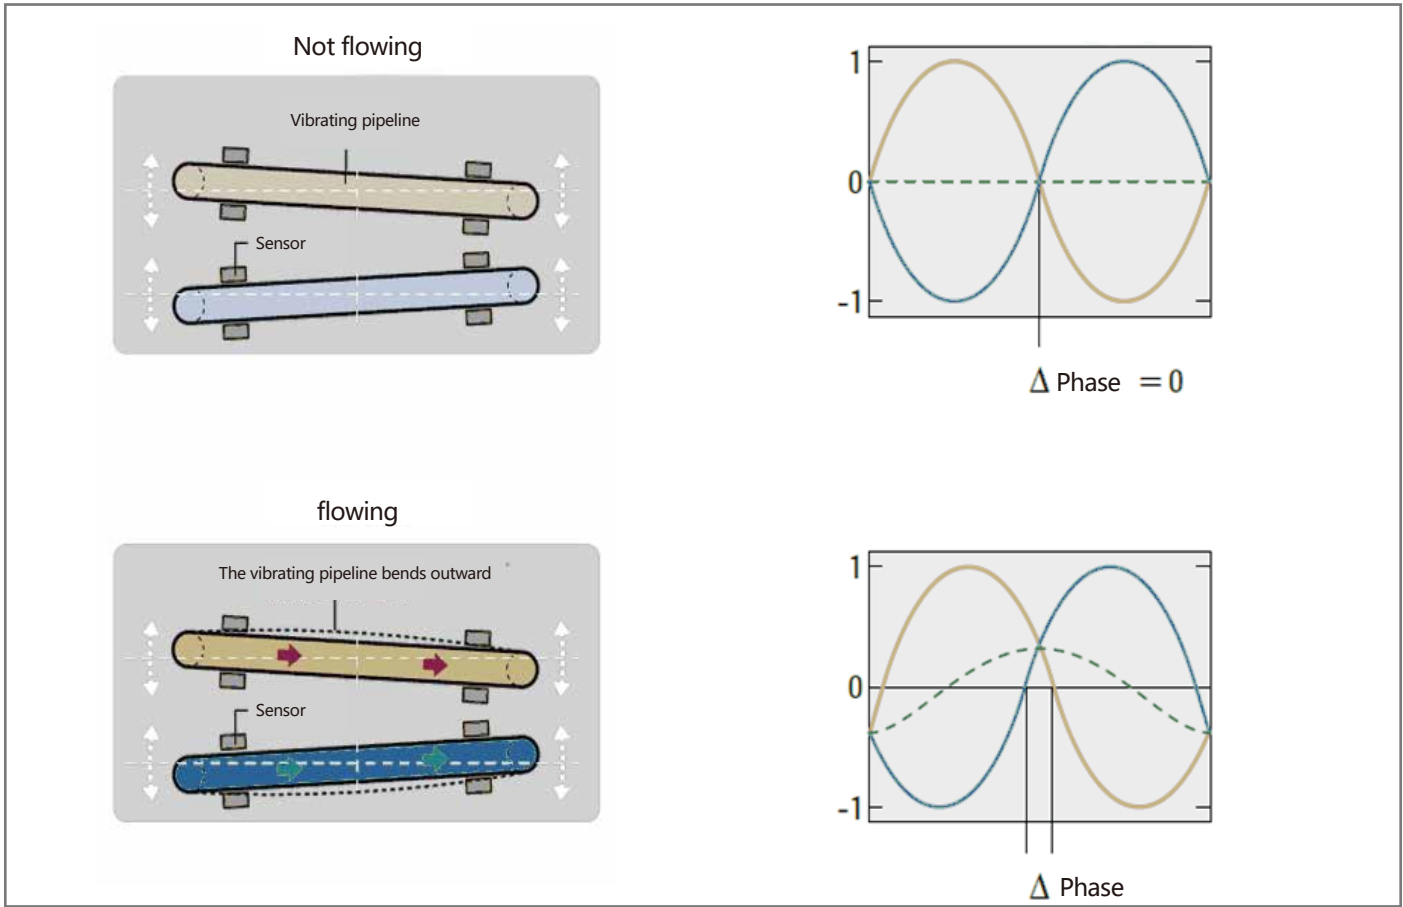 Not flowing
Vibrating pipeline
Sensor
1
0
-1
Δ Phase = 0
flowing
The vibrating pipeline bends outward
Sensor
1
0
-1
Δ Phase